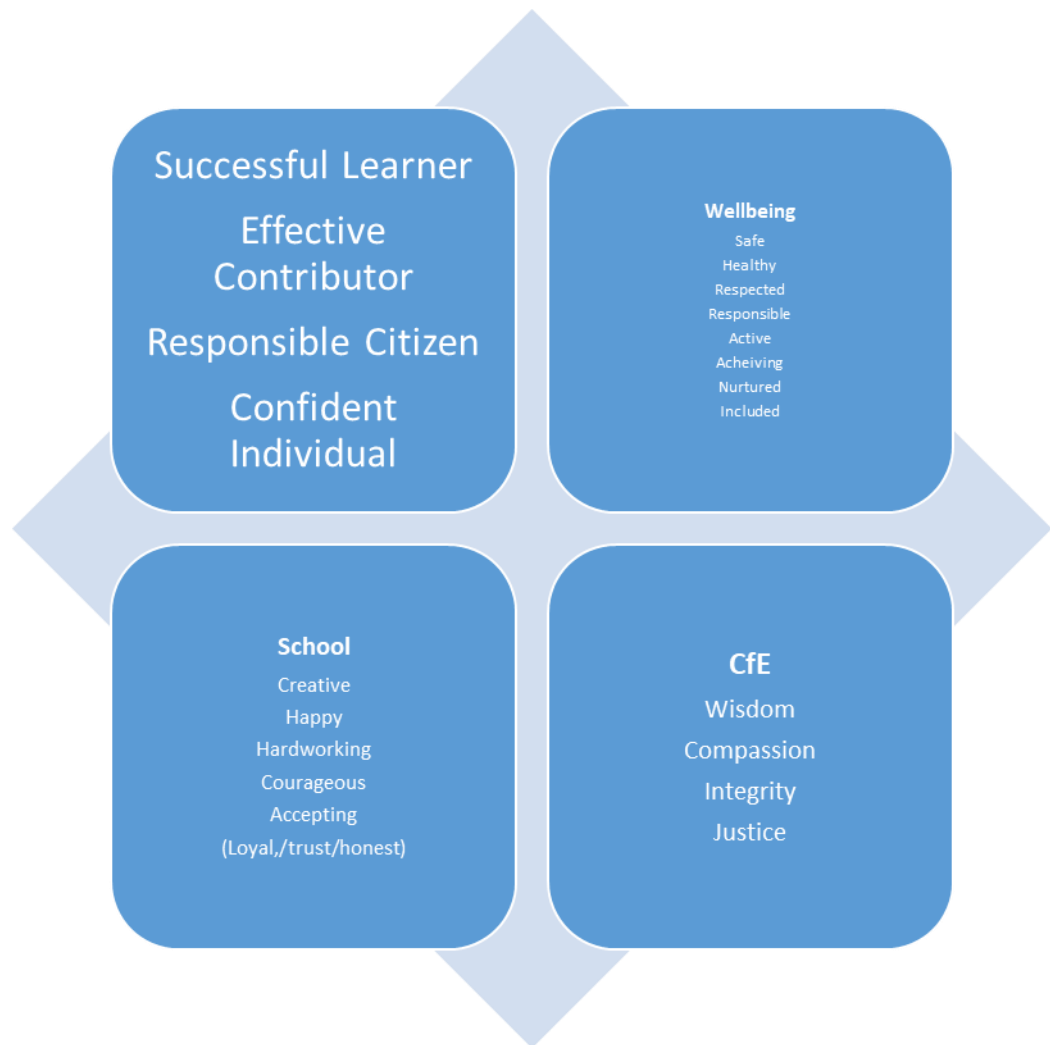 Successful Learner
Effective
Contributor
Responsible Citizen
Confident
Individual
Wellbeing
Safe
Healthy
Respected
Responsible
Active
Acheiving
Nurtured
Included
School
Creative
Happy
Hardworking
Courageous
Accepting
(Loyal,/trust/honest)
CfE
Wisdom
Compassion
Integrity
Justice